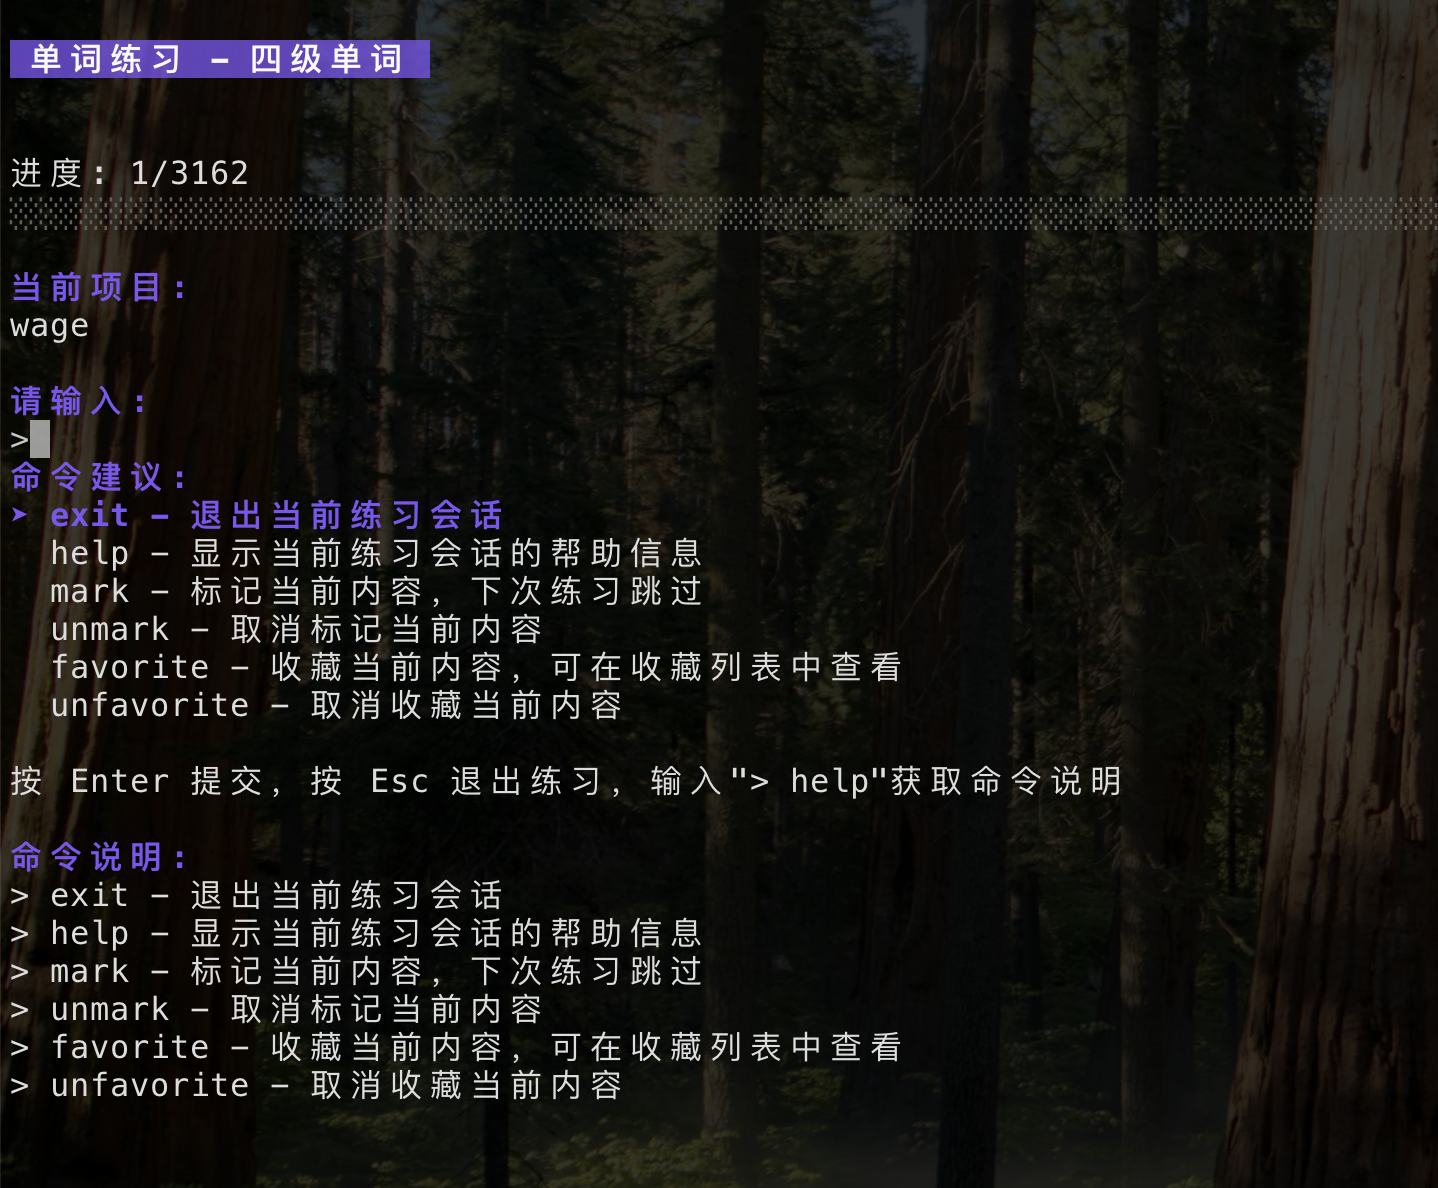 单词练习 - 四级单词
进度: 1/3162
当前项目:
wage
请输入:
>
命令建议:
➤ exit - 退出当前练习会话
help - 显示当前练习会话的帮助信息
mark - 标记当前内容, 下次练习跳过
unmark - 取消标记当前内容
favorite - 收藏当前内容, 可在收藏列表中查看
unfavorite - 取消收藏当前内容
按 Enter 提交, 按 Esc 退出练习, 输入"> help"获取命令说明
命令说明:
> exit - 退出当前练习会话
> help - 显示当前练习会话的帮助信息
> mark - 标记当前内容, 下次练习跳过
> unmark - 取消标记当前内容
> favorite - 收藏当前内容, 可在收藏列表中查看
> unfavorite - 取消收藏当前内容